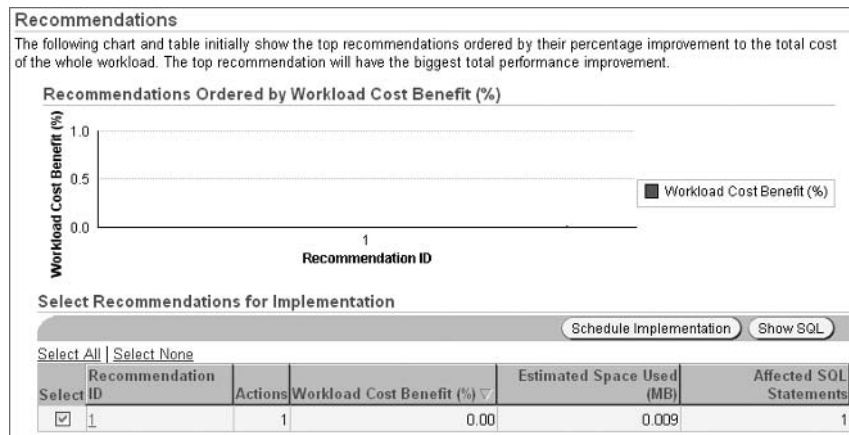 Recommendations
The following chart and table initially show the top recommendations ordered by their percentage improvement to the total cost
of the whole workload. The top recommendation will have the biggest total performance improvement.
Recommendations Ordered by Workload Cost Benefit (%)
Workload Cost Benefit (%)
1.0
0.5
0.0
1
Recommendation ID
Workload Cost Benefit (%)
Select Recommendations for Implementation
Schedule Implementation Show SQL
Select All | Select None
Select Recommendation ID Actions Workload Cost Benefit (%) Estimated Space Used (MB) Affected SQL Statements
1 1 0.00 0.009 1